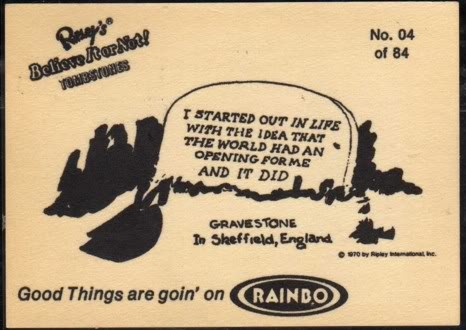 Ripley's®
Believe It or Not!
TOMBSTONES
No. 04
of 84
I STARTED OUT IN LIFE
WITH THE IDEA THAT
THE WORLD HAD AN
OPENING FOR ME
AND IT DID
GRAVESTONE
In Sheffield, England
© 1970 by Ripley International, Inc.
Good Things are goin' on RAINBO